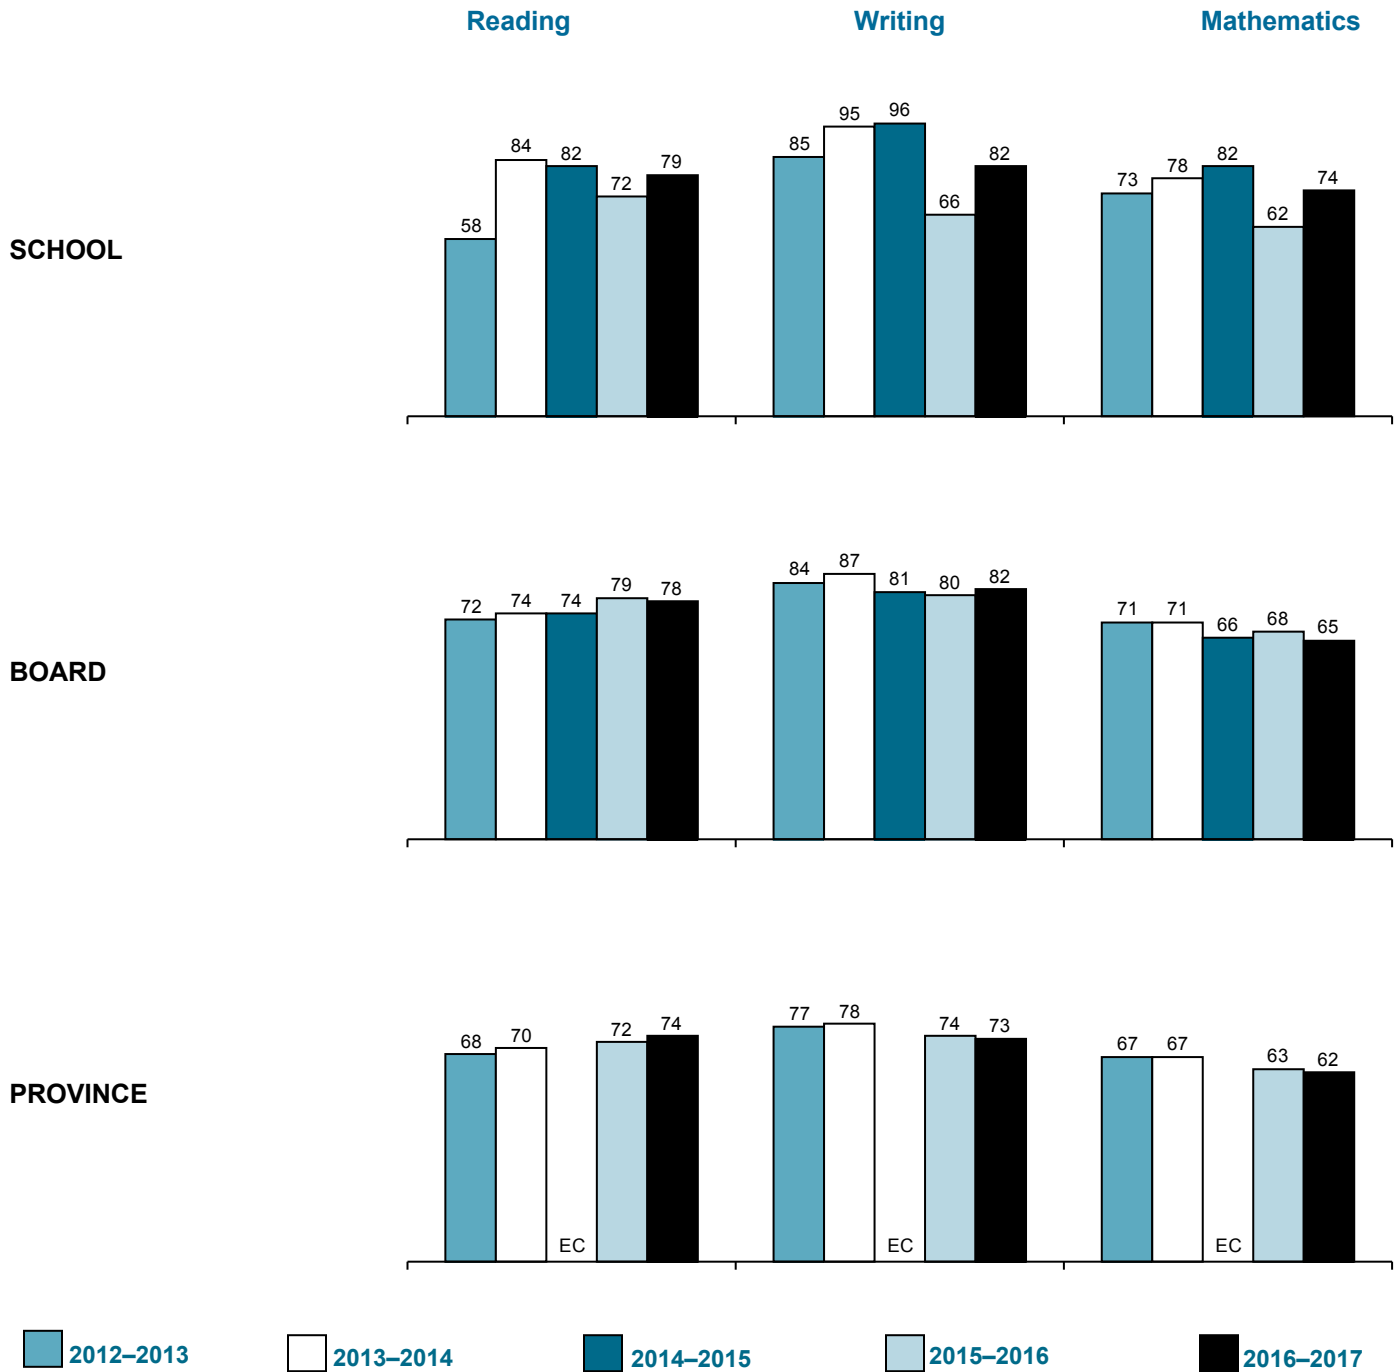 Reading Writing Mathematics
SCHOOL
58 84 82 72 79 85 95 96 66 82 73 78 82 62 74
BOARD
72 74 74 79 78 84 87 81 80 82 71 71 66 68 65
PROVINCE
68 70 EC 72 74 77 78 EC 74 73 67 67 EC 63 62
2012–2013 2013–2014 2014–2015 2015–2016 2016–2017